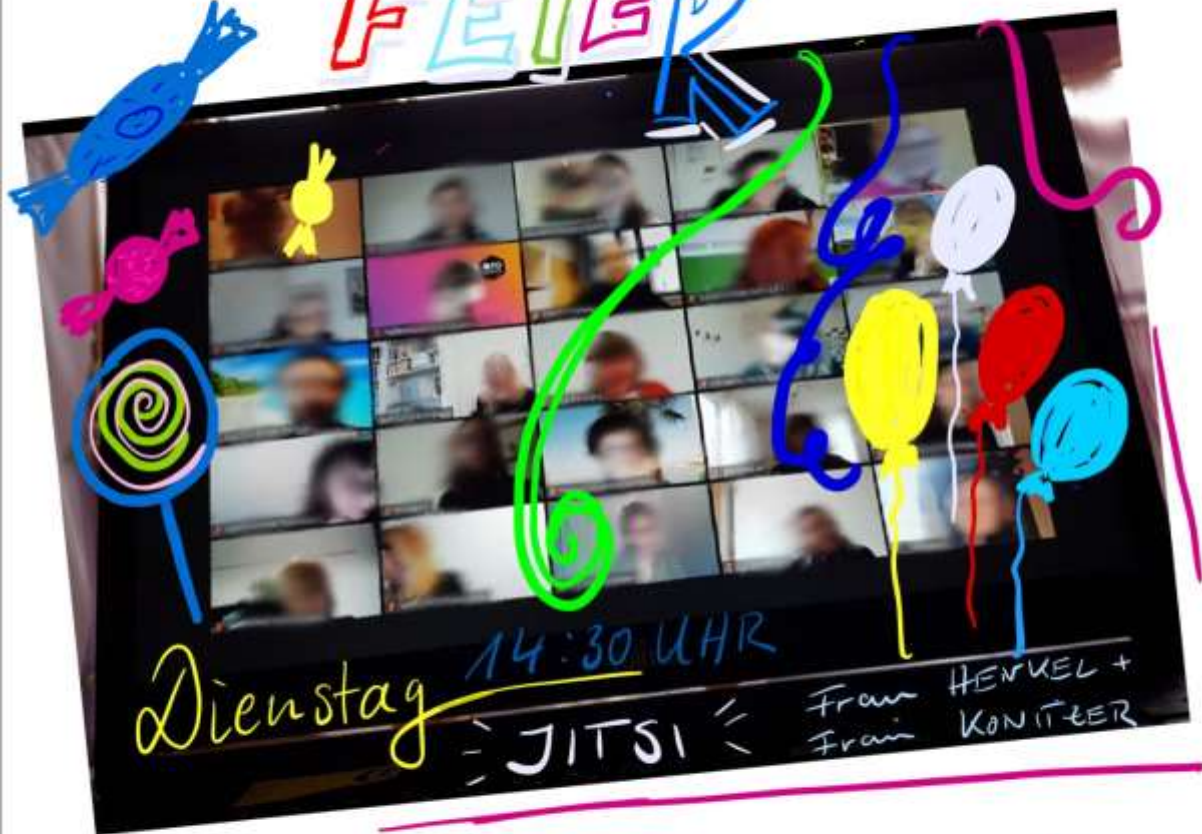 FEIER
Dienstag 14:30 UHR
JITSI
Frau HENKEL +
Frau KONITZER